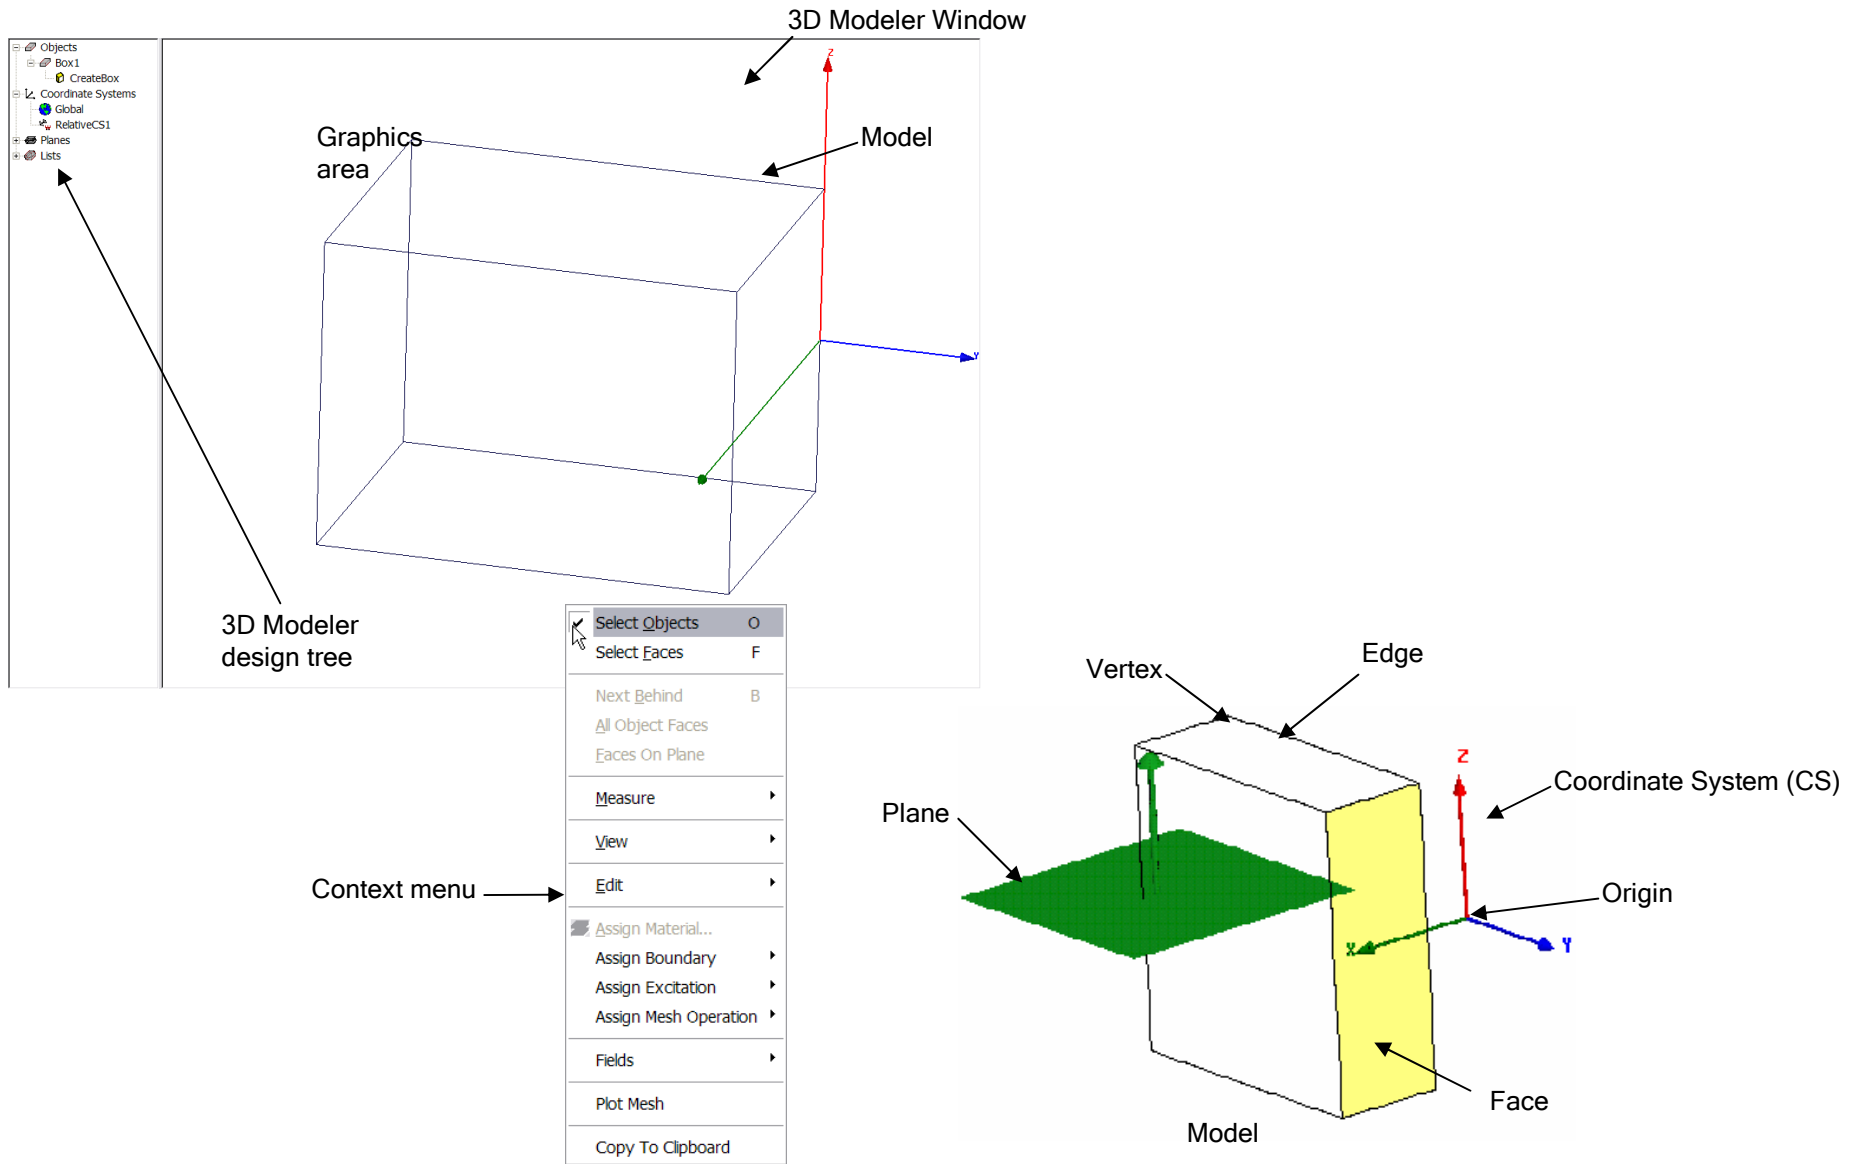 3D Modeler Window
Objects
Box1
CreateBox
Coordinate Systems
Global
RelativeCS1
Planes
Lists
Z
Graphics
area
Model
Y
3D Modeler
design tree
Select Objects O
Select Faces F
Next Behind B
All Object Faces
Faces On Plane
Measure
View
Edit
Assign Material...
Assign Boundary
Assign Excitation
Assign Mesh Operation
Fields
Plot Mesh
Copy To Clipboard
Context menu
Vertex
Edge
Z
Coordinate System (CS)
Plane
Origin
X
Y
Face
Model